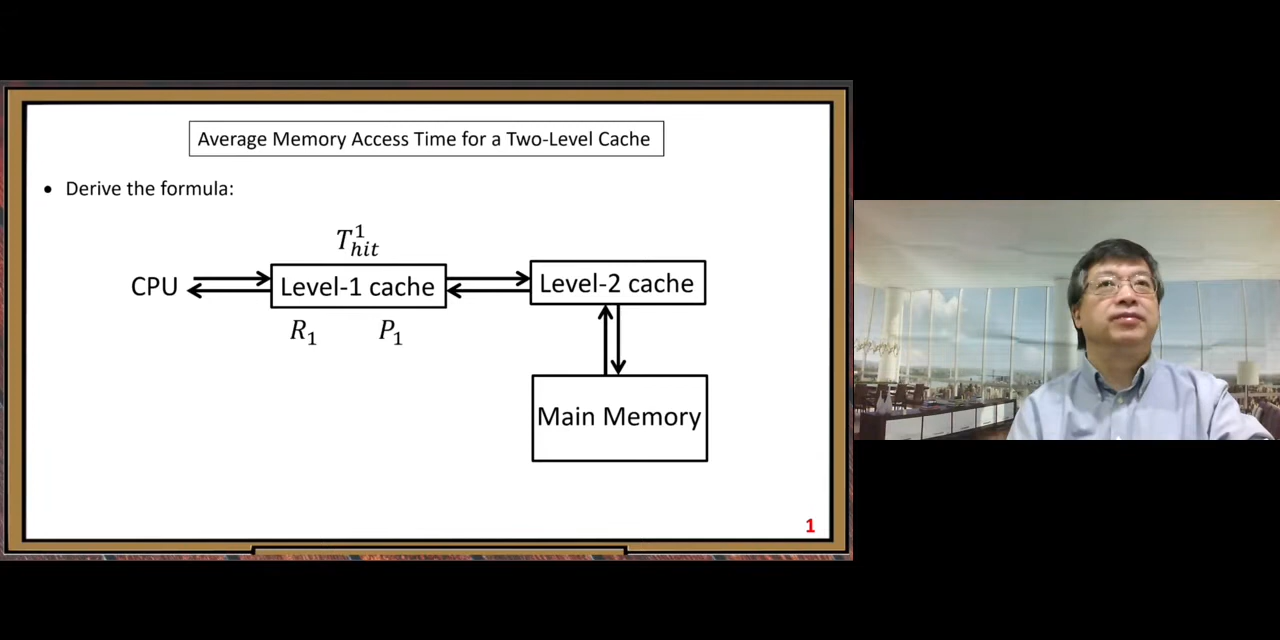 Average Memory Access Time for a Two-Level Cache
• Derive the formula:
T¹hit
CPU
Level-1 cache
Level-2 cache
R₁ P₁
Main Memory
1